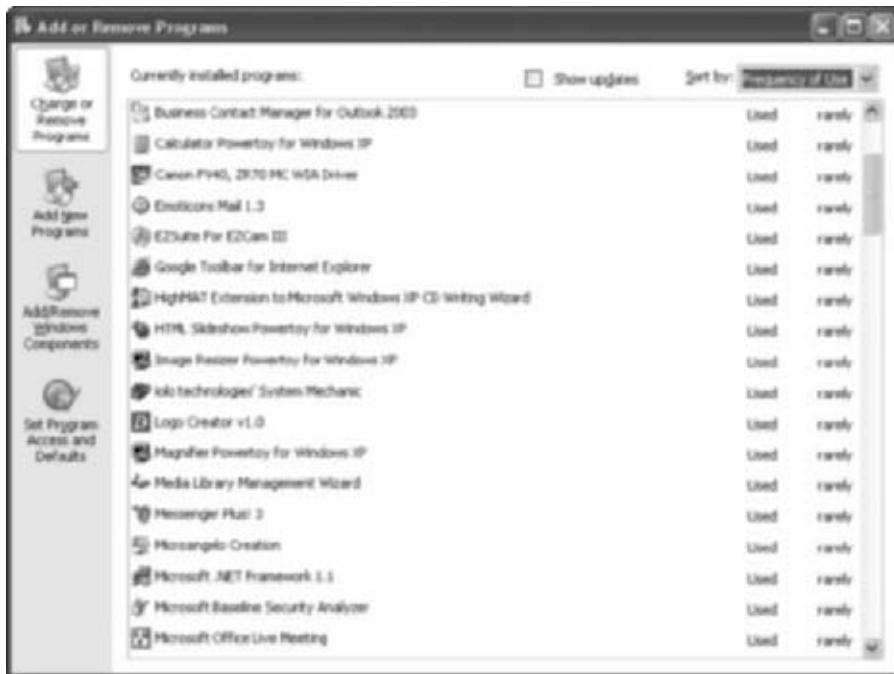 Add or Remove Programs
Change or
Remove
Programs
Add New
Programs
Add/Remove
Windows
Components
Set Program
Access and
Defaults
Currently installed programs:
Show updates
Sort by: Frequency of Use
Business Contact Manager for Outlook 2003 Used rarely
Calculator Powertoy for Windows XP Used rarely
Canon PV40, ZR70 MC WIA Driver Used rarely
Emoticons Mail 1.3 Used rarely
EZSuite For EZCam III Used rarely
Google Toolbar for Internet Explorer Used rarely
HighMAT Extension to Microsoft Windows XP CD Writing Wizard Used rarely
HTML Slideshow Powertoy for Windows XP Used rarely
Image Resizer Powertoy for Windows XP Used rarely
iolo technologies' System Mechanic Used rarely
Logo Creator v1.0 Used rarely
Magnifier Powertoy for Windows XP Used rarely
Media Library Management Wizard Used rarely
Messenger Plus! 3 Used rarely
Microangelo Creation Used rarely
Microsoft .NET Framework 1.1 Used rarely
Microsoft Baseline Security Analyzer Used rarely
Microsoft Office Live Meeting Used rarely